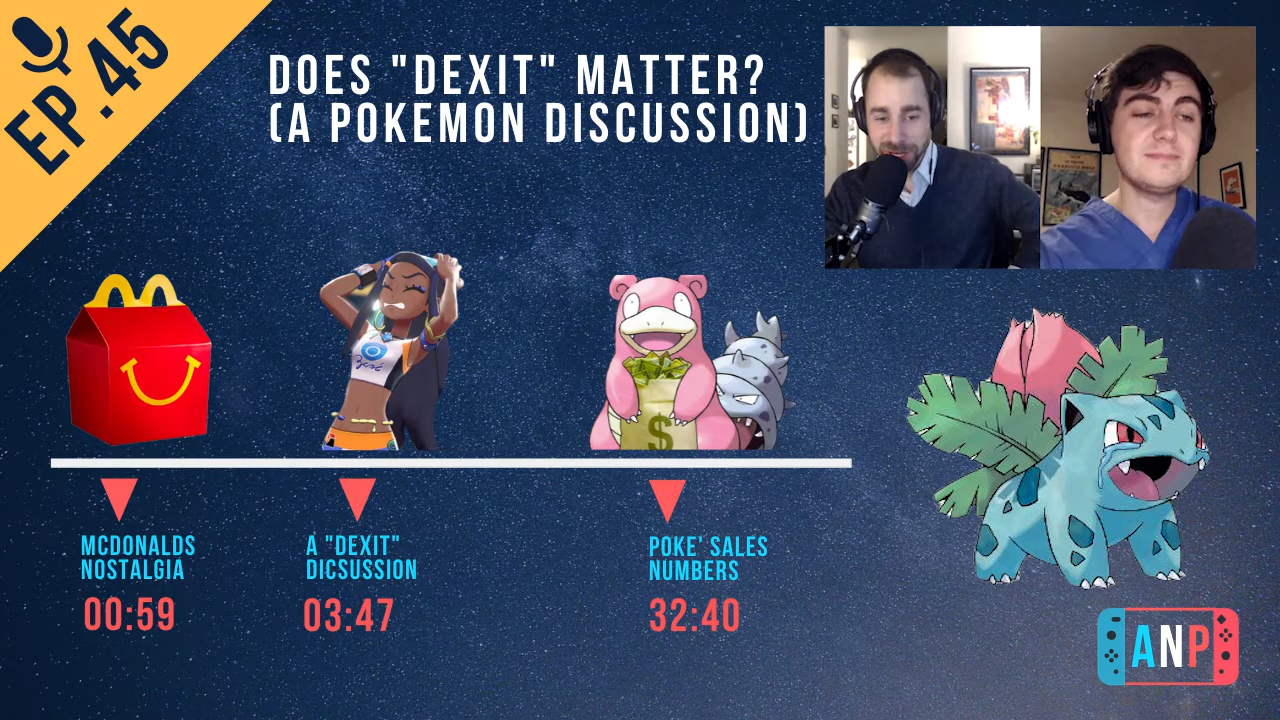 EP.45
DOES "DEXIT" MATTER?
(A POKEMON DISCUSSION)
Best
$
MCDONALDS
NOSTALGIA
00:59
A "DEXIT"
DICSUSSION
03:47
POKE' SALES
NUMBERS
32:40
ANP